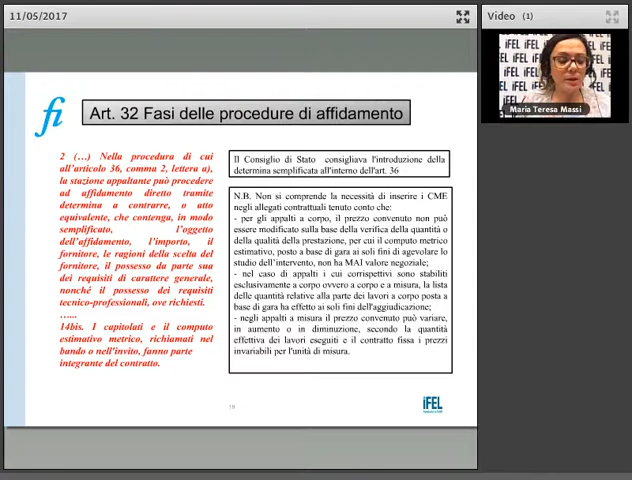 11/05/2017
Video (1)
Maria Teresa Massi
fi
Art. 32 Fasi delle procedure di affidamento
2 (…) Nella procedura di cui
all'articolo 36, comma 2, lettera a),
la stazione appaltante può procedere
ad affidamento diretto tramite
determina a contrarre, o atto
equivalente, che contenga, in modo
semplificato, l'oggetto
dell'affidamento, l'importo, il
fornitore, le ragioni della scelta del
fornitore, il possesso da parte sua
dei requisiti di carattere generale,
nonché il possesso dei requisiti
tecnico-professionali, ove richiesti.
…...
14bis. I capitolati e il computo
estimativo metrico, richiamati nel
bando o nell'invito, fanno parte
integrante del contratto.
Il Consiglio di Stato consigliava l'introduzione della
determina semplificata all'interno dell'art. 36
N.B. Non si comprende la necessità di inserire i CME
negli allegati contrattuali tenuto conto che:
- per gli appalti a corpo, il prezzo convenuto non può
essere modificato sulla base della verifica della quantità o
della qualità della prestazione, per cui il computo metrico
estimativo, posto a base di gara ai soli fini di agevolare lo
studio dell'intervento, non ha MAI valore negoziale;
- nel caso di appalti i cui corrispettivi sono stabiliti
esclusivamente a corpo ovvero a corpo e a misura, la lista
delle quantità relative alla parte dei lavori a corpo posta a
base di gara ha effetto ai soli fini dell'aggiudicazione;
- negli appalti a misura il prezzo convenuto può variare,
in aumento o in diminuzione, secondo la quantità
effettiva dei lavori eseguiti e il contratto fissa i prezzi
invariabili per l'unità di misura.
19
iFEL